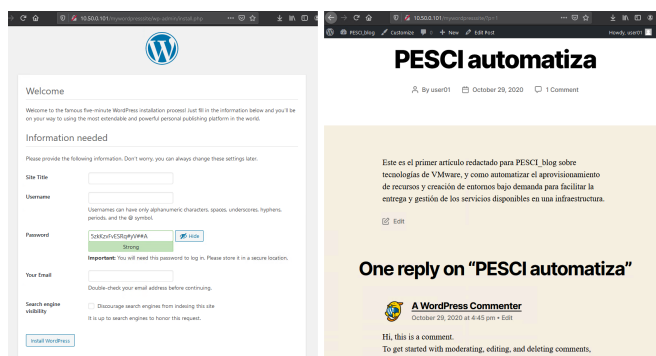 10.50.0.101/mywordpresssite/wp-admin/install.php
Welcome
Welcome to the famous five-minute WordPress installation process! Just fill in the information below and you'll be
on your way to using the most extendable and powerful personal publishing platform in the world.
Information needed
Please provide the following information. Don't worry, you can always change these settings later.
Site Title
Username
Usernames can have only alphanumeric characters, spaces, underscores, hyphens,
periods, and the @ symbol.
Password
Hide
Strong
Important: You will need this password to log in. Please store it in a secure location.
Your Email
Double-check your email address before continuing.
Search engine
visibility
Discourage search engines from indexing this site
It is up to search engines to honor this request.
Install WordPress
10.50.0.101/mywordpresssite/?p=1
PESCI_blog Customize 0 New Edit Post Howdy, user01
PESCI automatiza
By user01 October 29, 2020 1 Comment
Este es el primer artículo redactado para PESCI_blog sobre
tecnologías de VMware, y como automatizar el aprovisionamiento
de recursos y creación de entornos bajo demanda para facilitar la
entrega y gestión de los servicios disponibles en una infraestructura.
Edit
One reply on “PESCI automatiza”
A WordPress Commenter
October 29, 2020 at 4:45 pm • Edit
Hi, this is a comment.
To get started with moderating, editing, and deleting comments,